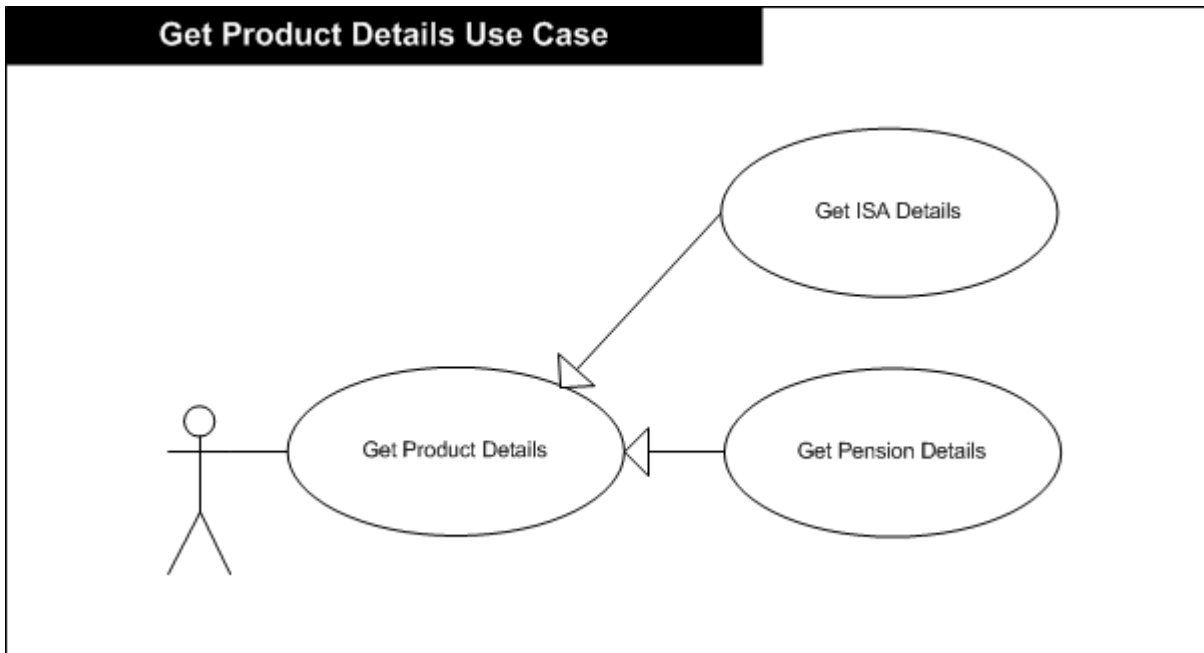 Get Product Details Use Case
Get ISA Details
Get Product Details
Get Pension Details